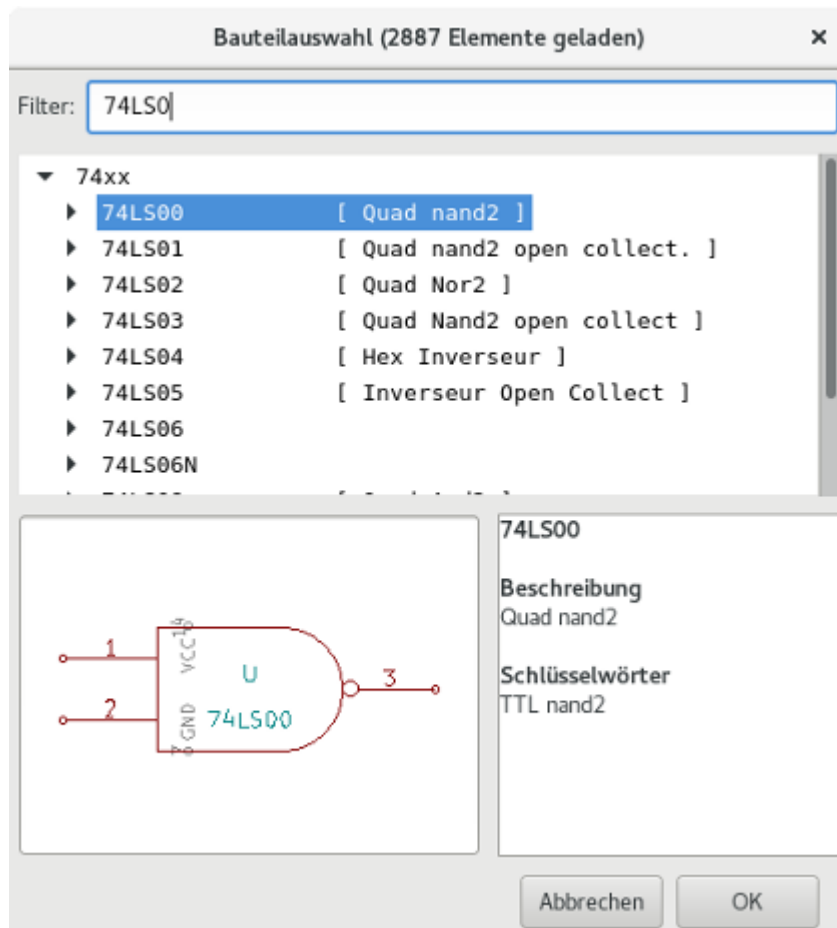 Bauteilauswahl (2887 Elemente geladen) ×
Filter: 74LS0
74xx
74LS00 [ Quad nand2 ]
74LS01 [ Quad nand2 open collect. ]
74LS02 [ Quad Nor2 ]
74LS03 [ Quad Nand2 open collect ]
74LS04 [ Hex Inverseur ]
74LS05 [ Inverseur Open Collect ]
74LS06
74LS06N
14
VCC
1
2
U
74LS00
3
GND
7
74LS00
Beschreibung
Quad nand2
Schlüsselwörter
TTL nand2
Abbrechen OK